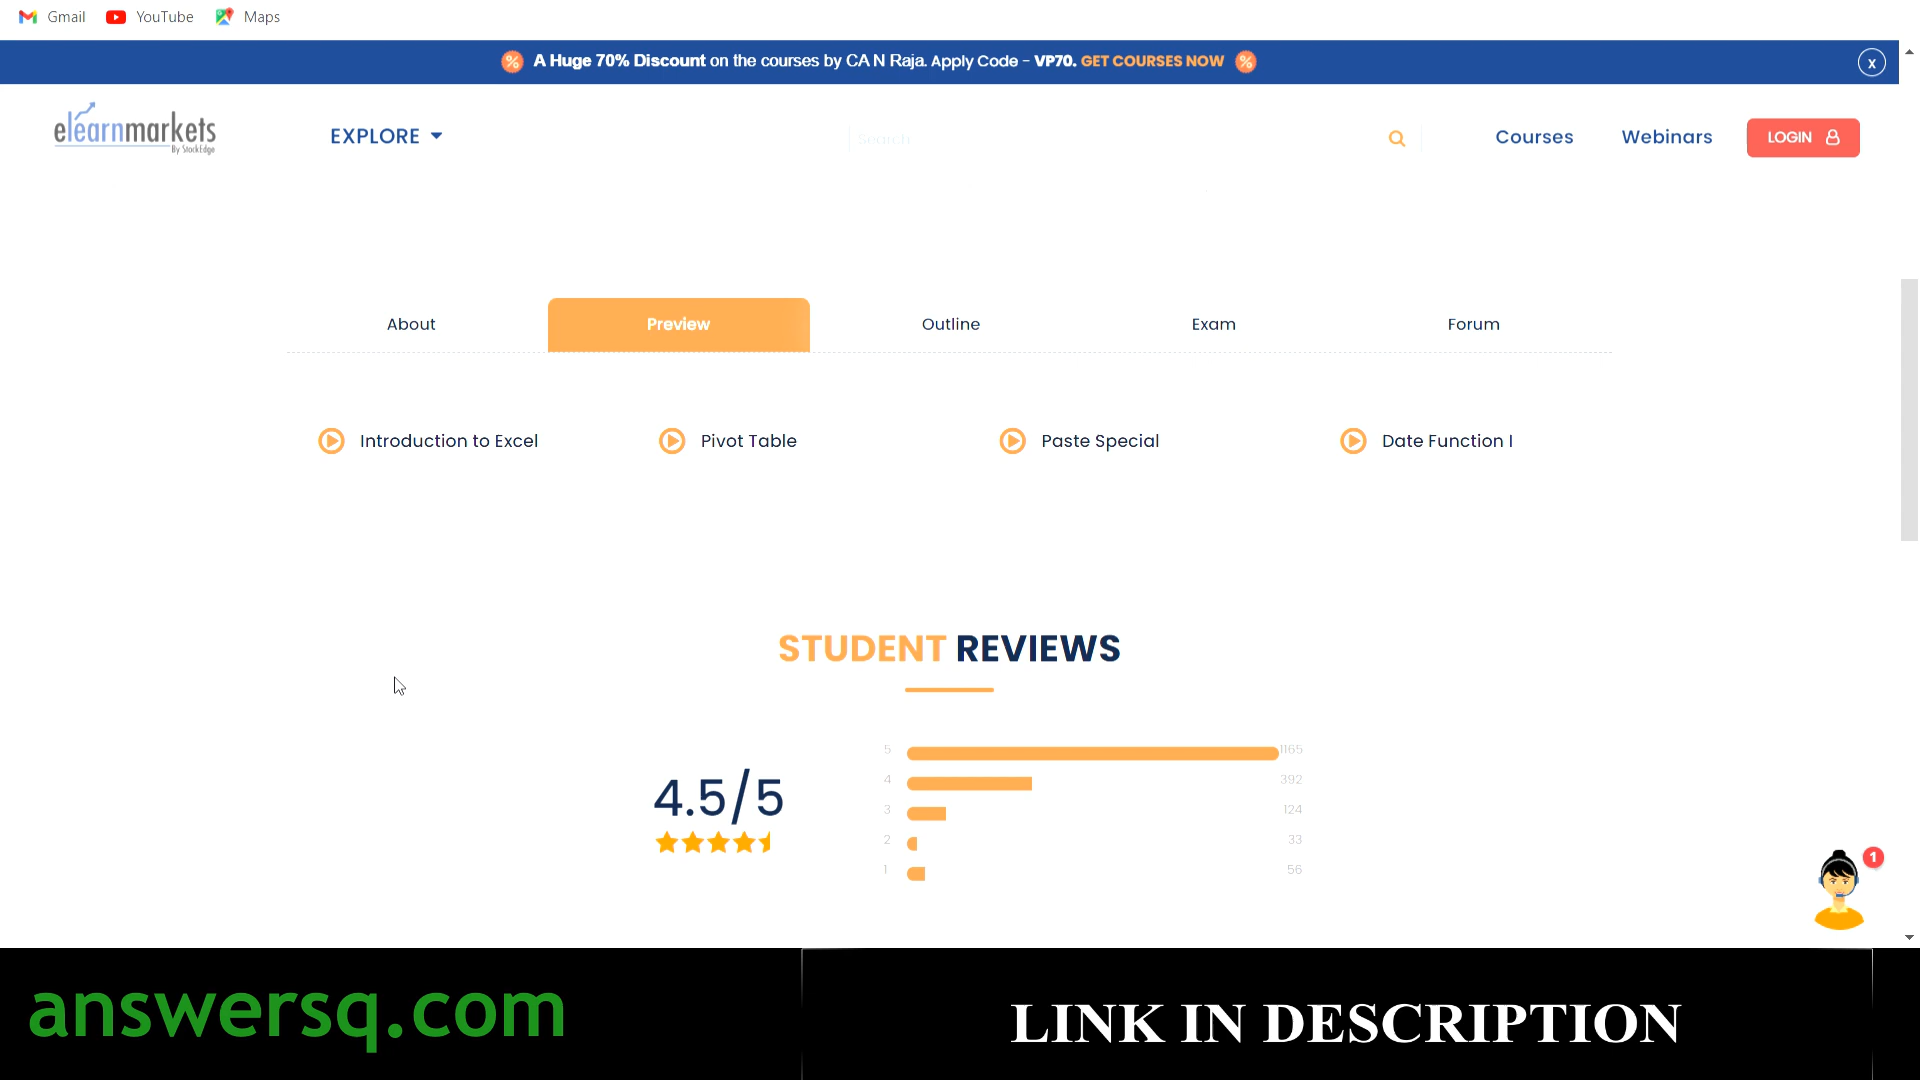 Gmail YouTube Maps
A Huge 70% Discount on the courses by CA N Raja. Apply Code - VP70. GET COURSES NOW
x
elearnmarkets
By StockEdge
EXPLORE
Search
Courses
Webinars
LOGIN
About
Preview
Outline
Exam
Forum
Introduction to Excel
Pivot Table
Paste Special
Date Function I
STUDENT REVIEWS
4.5/5
5 1165
4 392
3 124
2 33
1 56
1
answersq.com
LINK IN DESCRIPTION